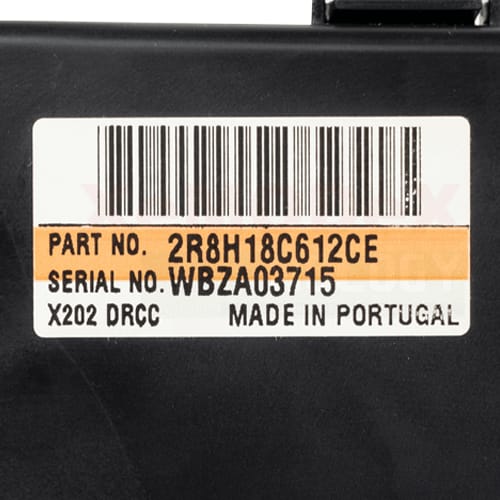 PART NO. 2R8H18C612CE
SERIAL NO. WBZA03715
X202 DRCC MADE IN PORTUGAL